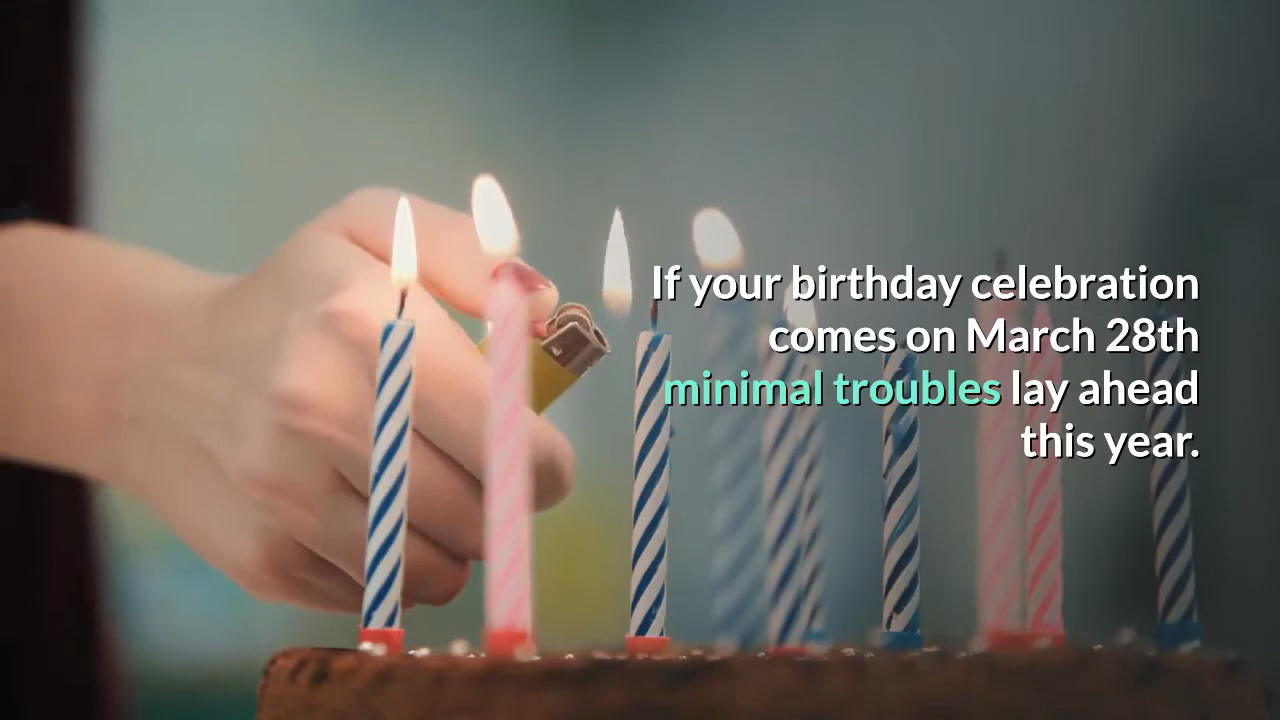 If your birthday celebration
comes on March 28th
minimal troubles lay ahead
this year.